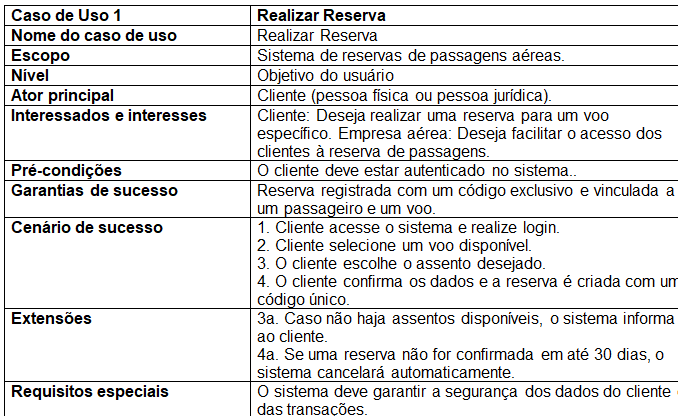 Caso de Uso 1 Realizar Reserva
Nome do caso de uso Realizar Reserva
Escopo Sistema de reservas de passagens aéreas.
Nível Objetivo do usuário
Ator principal Cliente (pessoa física ou pessoa jurídica).
Interessados e interesses Cliente: Deseja realizar uma reserva para um voo
específico. Empresa aérea: Deseja facilitar o acesso dos
clientes à reserva de passagens.
Pré-condições O cliente deve estar autenticado no sistema..
Garantias de sucesso Reserva registrada com um código exclusivo e vinculada a
um passageiro e um voo.
Cenário de sucesso 1. Cliente acesse o sistema e realize login.
2. Cliente selecione um voo disponível.
3. O cliente escolhe o assento desejado.
4. O cliente confirma os dados e a reserva é criada com um
código único.
Extensões 3a. Caso não haja assentos disponíveis, o sistema informa
ao cliente.
4a. Se uma reserva não for confirmada em até 30 dias, o
sistema cancelará automaticamente.
Requisitos especiais O sistema deve garantir a segurança dos dados do cliente
das transações.